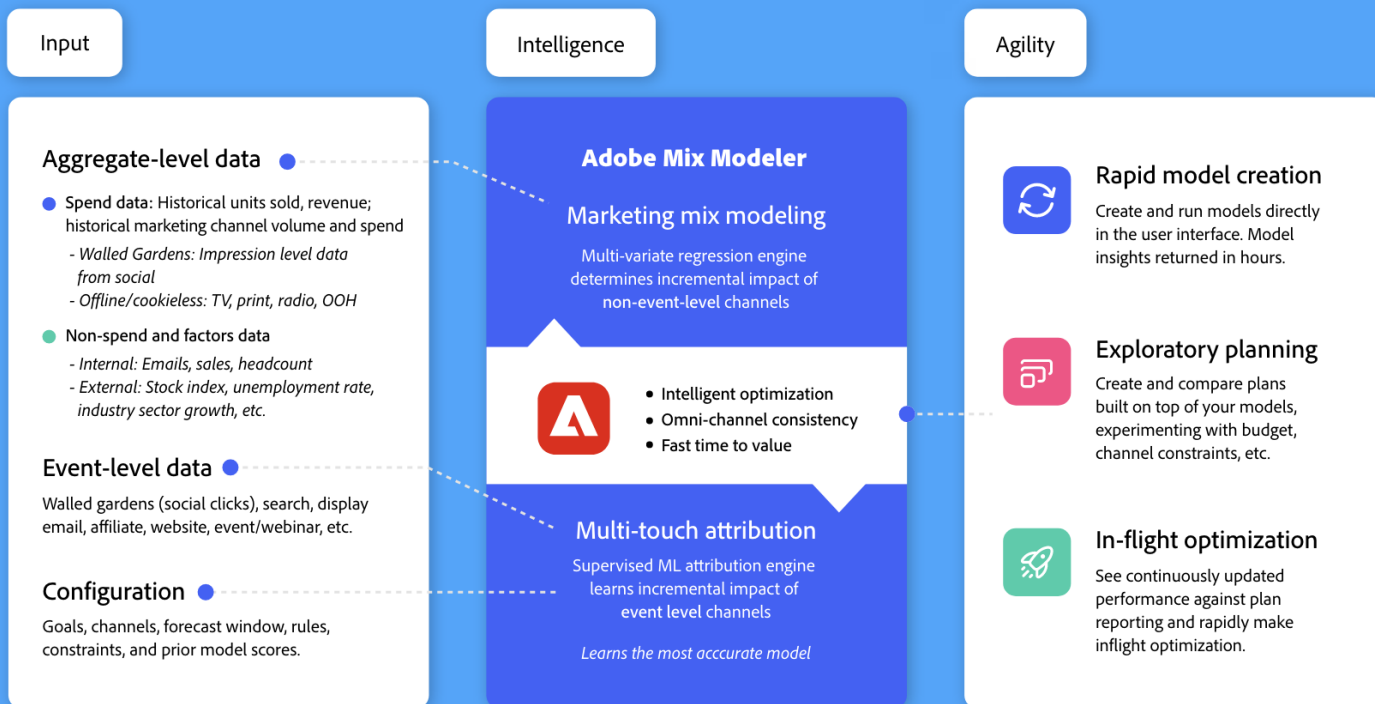 Input
Aggregate-level data
Spend data: Historical units sold, revenue;
historical marketing channel volume and spend
- Walled Gardens: Impression level data
from social
- Offline/cookieless: TV, print, radio, OOH
Non-spend and factors data
- Internal: Emails, sales, headcount
- External: Stock index, unemployment rate,
industry sector growth, etc.
Event-level data
Walled gardens (social clicks), search, display
email, affiliate, website, event/webinar, etc.
Configuration
Goals, channels, forecast window, rules,
constraints, and prior model scores.
Intelligence
Adobe Mix Modeler
Marketing mix modeling
Multi-variate regression engine
determines incremental impact of
non-event-level channels
• Intelligent optimization
• Omni-channel consistency
• Fast time to value
Multi-touch attribution
Supervised ML attribution engine
learns incremental impact of
event level channels
Learns the most acccurate model
Agility
Rapid model creation
Create and run models directly
in the user interface. Model
insights returned in hours.
Exploratory planning
Create and compare plans
built on top of your models,
experimenting with budget,
channel constraints, etc.
In-flight optimization
See continuously updated
performance against plan
reporting and rapidly make
inflight optimization.